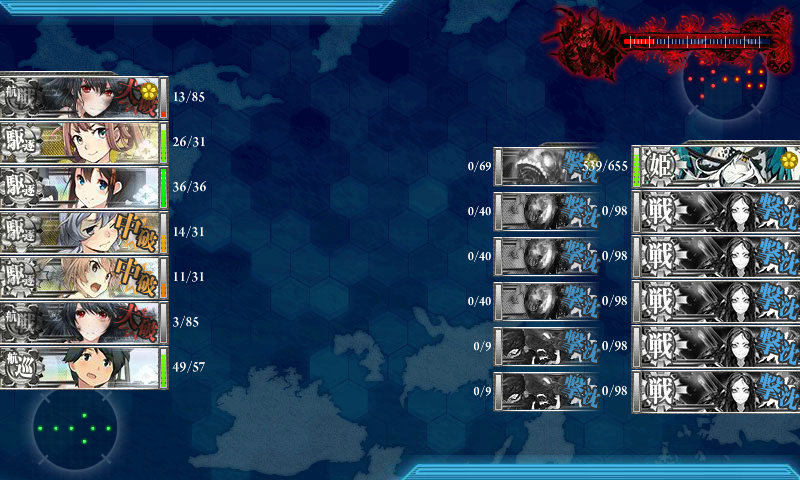 航戦 大破 13/85
駆逐 26/31
駆逐 36/36
駆逐 中破 14/31
駆逐 中破 11/31
航戦 大破 3/85
航巡 49/57
0/69 撃沈
0/40 撃沈
0/40 撃沈
0/40 撃沈
0/9 撃沈
0/9 撃沈
539/655 姫
0/98 戦 撃沈
0/98 戦 撃沈
0/98 戦 撃沈
0/98 戦 撃沈
0/98 戦 撃沈